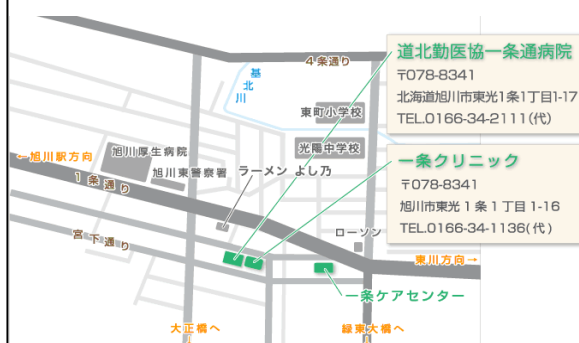 道北勤医協一条通病院
〒078-8341
北海道旭川市東光1条1丁目1-17
TEL.0166-34-2111(代)
一条クリニック
〒078-8341
旭川市東光1条1丁目1-16
TEL.0166-34-1136(代)
4条通り
基北川
東町小学校
光陽中学校
旭川厚生病院
←旭川駅方向
旭川東警察署
ラーメン よし乃
1条通り
宮下通り
ローソン
東川方向→
一条ケアセンター
大正橋へ
緑東大橋へ